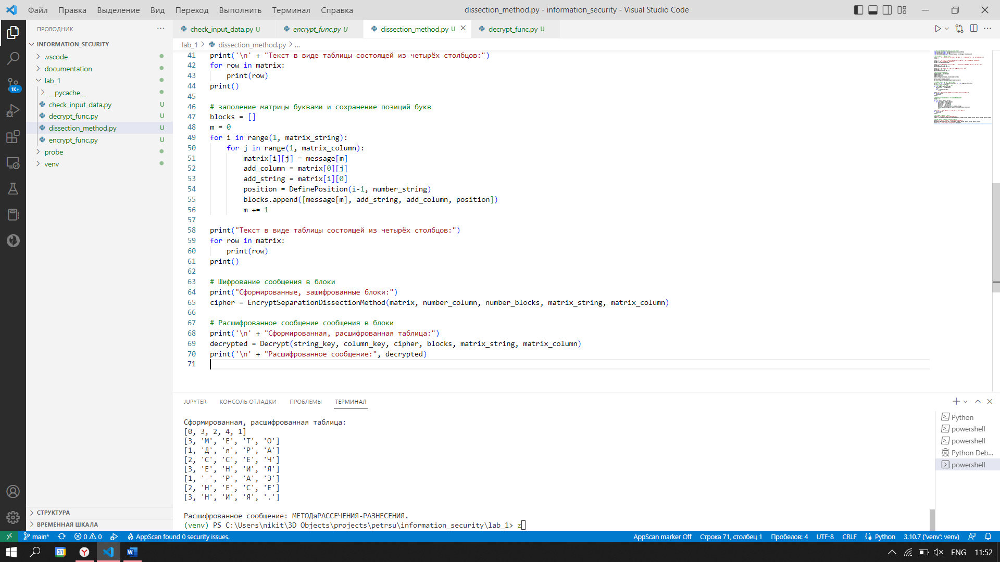 Файл Правка Выделение Вид Переход Выполнить Терминал Справка dissection_method.py - information_security - Visual Studio Code
ПРОВОДНИК
INFORMATION_SECURITY
.vscode
documentation
lab_1
__pycache__
check_input_data.py U
decrypt_func.py U
dissection_method.py U
encrypt_func.py U
probe
venv
СТРУКТУРА
ВРЕМЕННАЯ ШКАЛА
1K+
check_input_data.py U encrypt_func.py U dissection_method.py U decrypt_func.py U
lab_1 > dissection_method.py > ...
41 print('\n' + "Текст в виде таблицы состоящей из четырёх столбцов:")
42 for row in matrix:
43     print(row)
44 print()
45
46 # заполение матрицы буквами и сохранение позиций букв
47 blocks = []
48 m = 0
49 for i in range(1, matrix_string):
50     for j in range(1, matrix_column):
51         matrix[i][j] = message[m]
52         add_column = matrix[0][j]
53         add_string = matrix[i][0]
54         position = DefinePosition(i-1, number_string)
55         blocks.append([message[m], add_string, add_column, position])
56         m += 1
57
58 print("Текст в виде таблицы состоящей из четырёх столбцов:")
59 for row in matrix:
60     print(row)
61 print()
62
63 # Шифрование сообщения в блоки
64 print("Сформированные, зашифрованные блоки:")
65 cipher = EncryptSeparationDissectionMethod(matrix, number_column, number_blocks, matrix_string, matrix_column)
66
67 # Расшифрованное сообщение сообщения в блоки
68 print('\n' + "Сформированная, расшифрованная таблица:")
69 decrypted = Decrypt(string_key, column_key, cipher, blocks, matrix_string, matrix_column)
70 print('\n' + "Расшифрованное сообщение:", decrypted)
71
JUPYTER КОНСОЛЬ ОТЛАДКИ ПРОБЛЕМЫ ТЕРМИНАЛ
Сформированная, расшифрованная таблица:
[0, 3, 2, 4, 1]
[3, 'М', 'Е', 'Т', 'О']
[1, 'Д', 'я', 'Р', 'А']
[2, 'С', 'С', 'Е', 'Ч']
[3, 'Е', 'Н', 'И', 'Я']
[1, '-', 'Р', 'А', 'З']
[2, 'Н', 'Е', 'С', 'Е']
[3, 'Н', 'И', 'Я', '.']
Расшифрованное сообщение: МЕТОДяРАССЕЧЕНИЯ-РАЗНЕСЕНИЯ.
(venv) PS C:\Users\nikit\3D Objects\projects\petrsu\information_security\lab_1> z
Python
powershell
powershell
Python Deb...
powershell
main* 0 0 AppScan found 0 security issues. AppScan marker Off Строка 71, столбец 1 Пробелов: 4 UTF-8 CRLF Python 3.10.7 ('venv': venv)
31 ENG 11:52